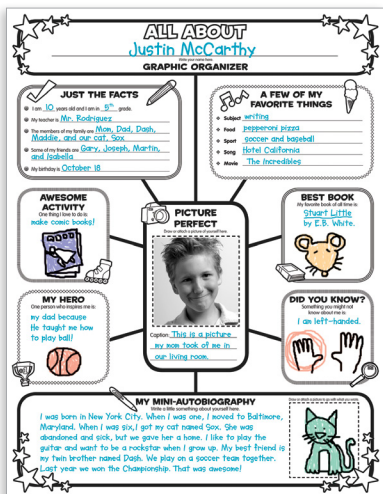 ALL ABOUT
Justin McCarthy
Write your name here.
GRAPHIC ORGANIZER
JUST THE FACTS
I am 10 years old and I am in 5th grade.
My teacher is Mr. Rodriguez
The members of my family are Mom, Dad, Dash,
Maddie, and our cat, Sox
Some of my friends are Gary, Joseph, Martin,
and Isabella
My birthday is October 18
A FEW OF MY
FAVORITE THINGS
Subject writing
Food pepperoni pizza
Sport soccer and baseball
Song Hotel California
Movie The Incredibles
AWESOME
ACTIVITY
One thing I love to do is
make comic books!
PICTURE
PERFECT
Draw or attach a picture of yourself here.
Caption This is a picture
my mom took of me in
our living room.
BEST BOOK
My favorite book of all time is
Stuart Little
by E.B. White.
MY HERO
One person who inspires me is:
my dad because
He taught me how
to play ball!
DID YOU KNOW?
Something you might not
know about me is:
I am left-handed.
MY MINI-AUTOBIOGRAPHY
Write a little something about yourself here.
I was born in New York City. When I was one, I moved to Baltimore,
Maryland. When I was six, I got my cat named Sox. She was
abandoned and sick, but we gave her a home. I like to play the
guitar and want to be a rockstar when I grow up. My best friend is
my twin brother named Dash. We play on a soccer team together.
Last year we won the Championship. That was awesome!